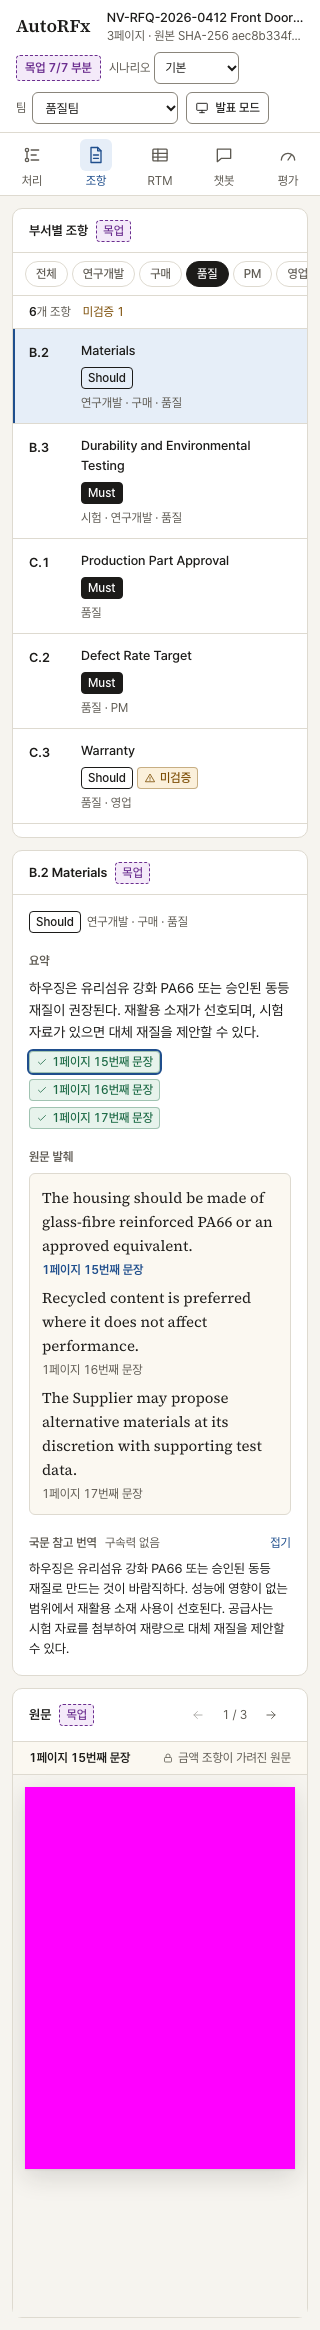 AutoRFx
NV-RFQ-2026-0412 Front Door...
3페이지 · 원본 SHA-256 aec8b334f...
목업 7/7 부분 시나리오 기본
팀 품질팀 발표 모드
처리 조항 RTM 챗봇 평가
부서별 조항 목업
전체 연구개발 구매 품질 PM 영업
6개 조항 미검증 1
B.2 Materials
Should
연구개발 · 구매 · 품질
B.3 Durability and Environmental
Testing
Must
시험 · 연구개발 · 품질
C.1 Production Part Approval
Must
품질
C.2 Defect Rate Target
Must
품질 · PM
C.3 Warranty
Should 미검증
품질 · 영업
B.2 Materials 목업
Should 연구개발 · 구매 · 품질
요약
하우징은 유리섬유 강화 PA66 또는 승인된 동등
재질이 권장된다. 재활용 소재가 선호되며, 시험
자료가 있으면 대체 재질을 제안할 수 있다.
1페이지 15번째 문장
1페이지 16번째 문장
1페이지 17번째 문장
원문 발췌
The housing should be made of
glass-fibre reinforced PA66 or an
approved equivalent.
1페이지 15번째 문장
Recycled content is preferred
where it does not affect
performance.
1페이지 16번째 문장
The Supplier may propose
alternative materials at its
discretion with supporting test
data.
1페이지 17번째 문장
국문 참고 번역 구속력 없음 접기
하우징은 유리섬유 강화 PA66 또는 승인된 동등
재질로 만드는 것이 바람직하다. 성능에 영향이 없는
범위에서 재활용 소재 사용이 선호된다. 공급사는
시험 자료를 첨부하여 재량으로 대체 재질을 제안할
수 있다.
원문 목업 1 / 3
1페이지 15번째 문장 금액 조항이 가려진 원문